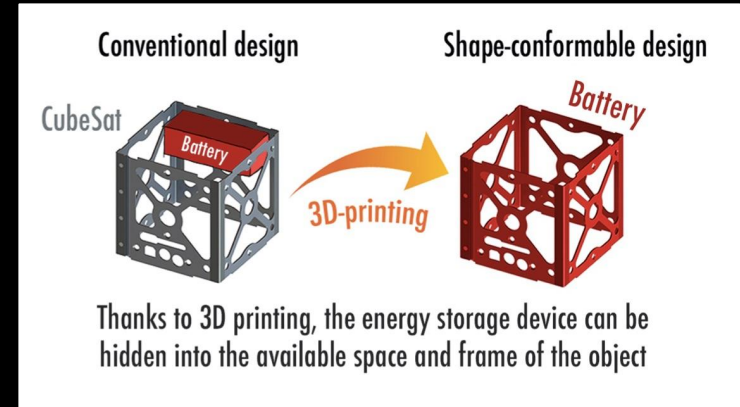 Conventional design
Shape-conformable design
CubeSat
Battery
Battery
3D-printing
Thanks to 3D printing, the energy storage device can be
hidden into the available space and frame of the object